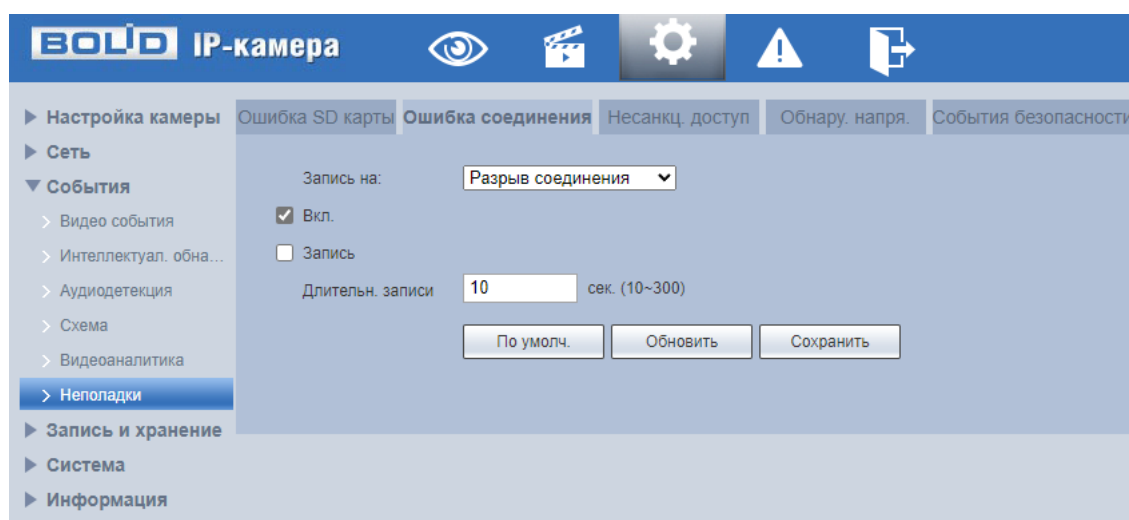 BOLID IP-камера
Настройка камеры
Сеть
События
Видео события
Интеллектуал. обна...
Аудиодетекция
Схема
Видеоаналитика
Неполадки
Запись и хранение
Система
Информация
Ошибка SD карты Ошибка соединения Несанкц. доступ Обнару. напря. События безопасности
Запись на: Разрыв соединения
Вкл.
Запись
Длительн. записи 10 сек. (10~300)
По умолч. Обновить Сохранить